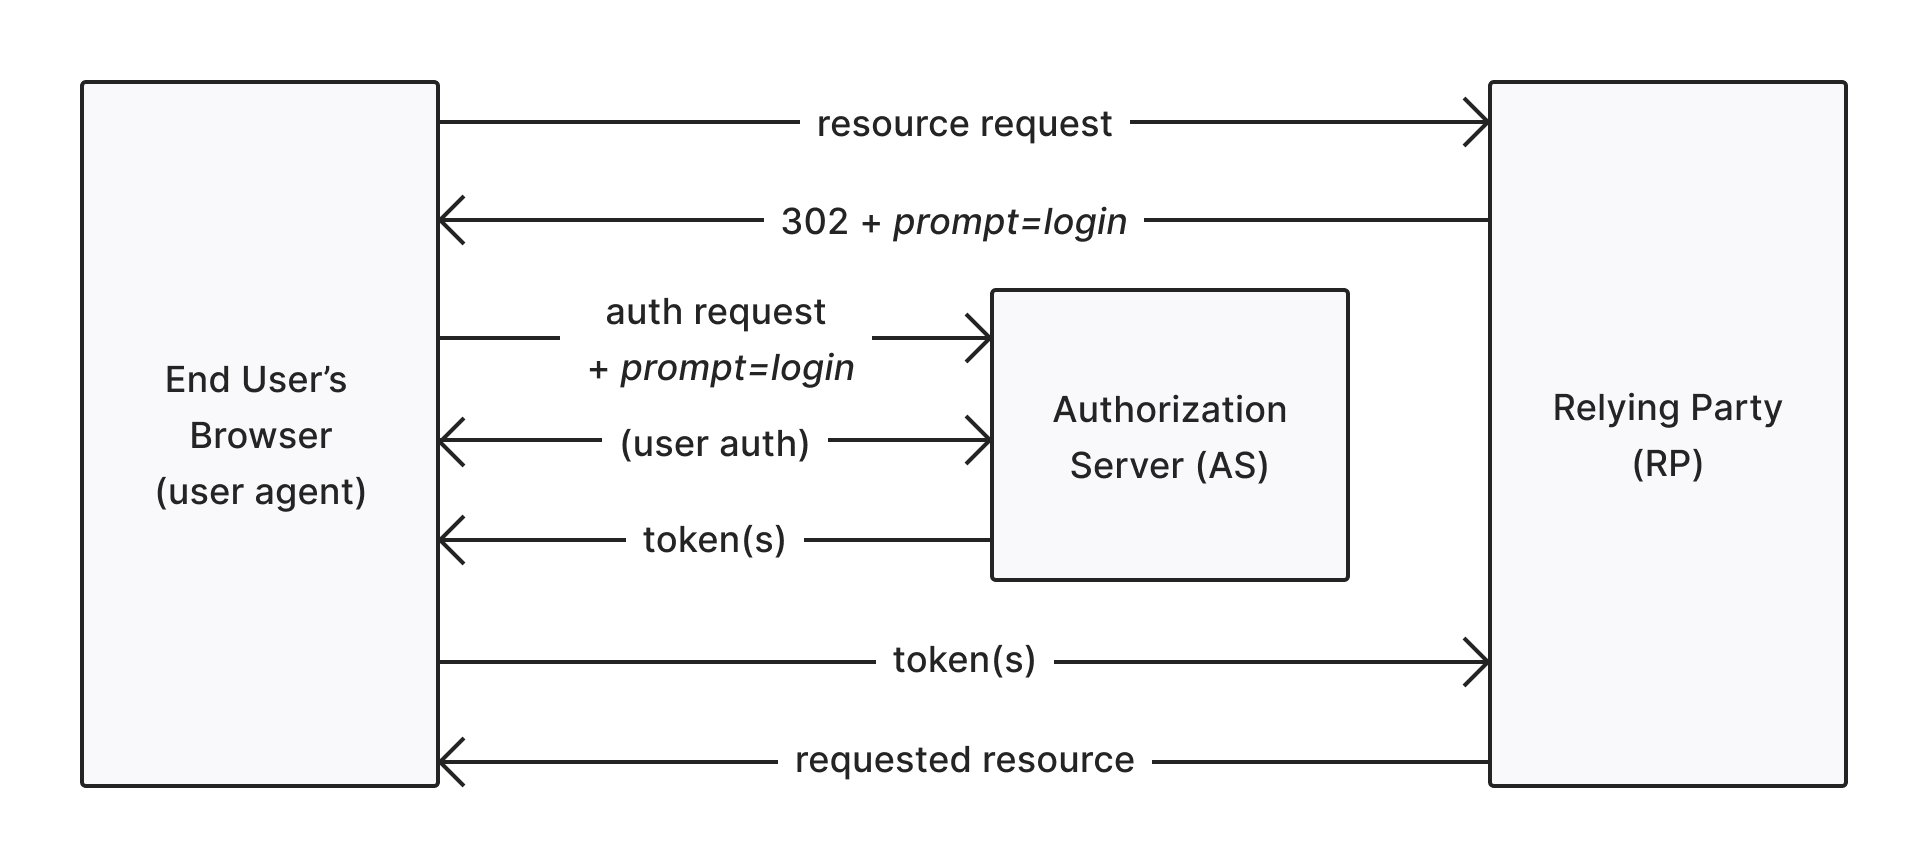 resource request
302 + prompt=login
auth request
+ prompt=login
(user auth)
token(s)
token(s)
requested resource
End User’s
Browser
(user agent)
Authorization
Server (AS)
Relying Party
(RP)